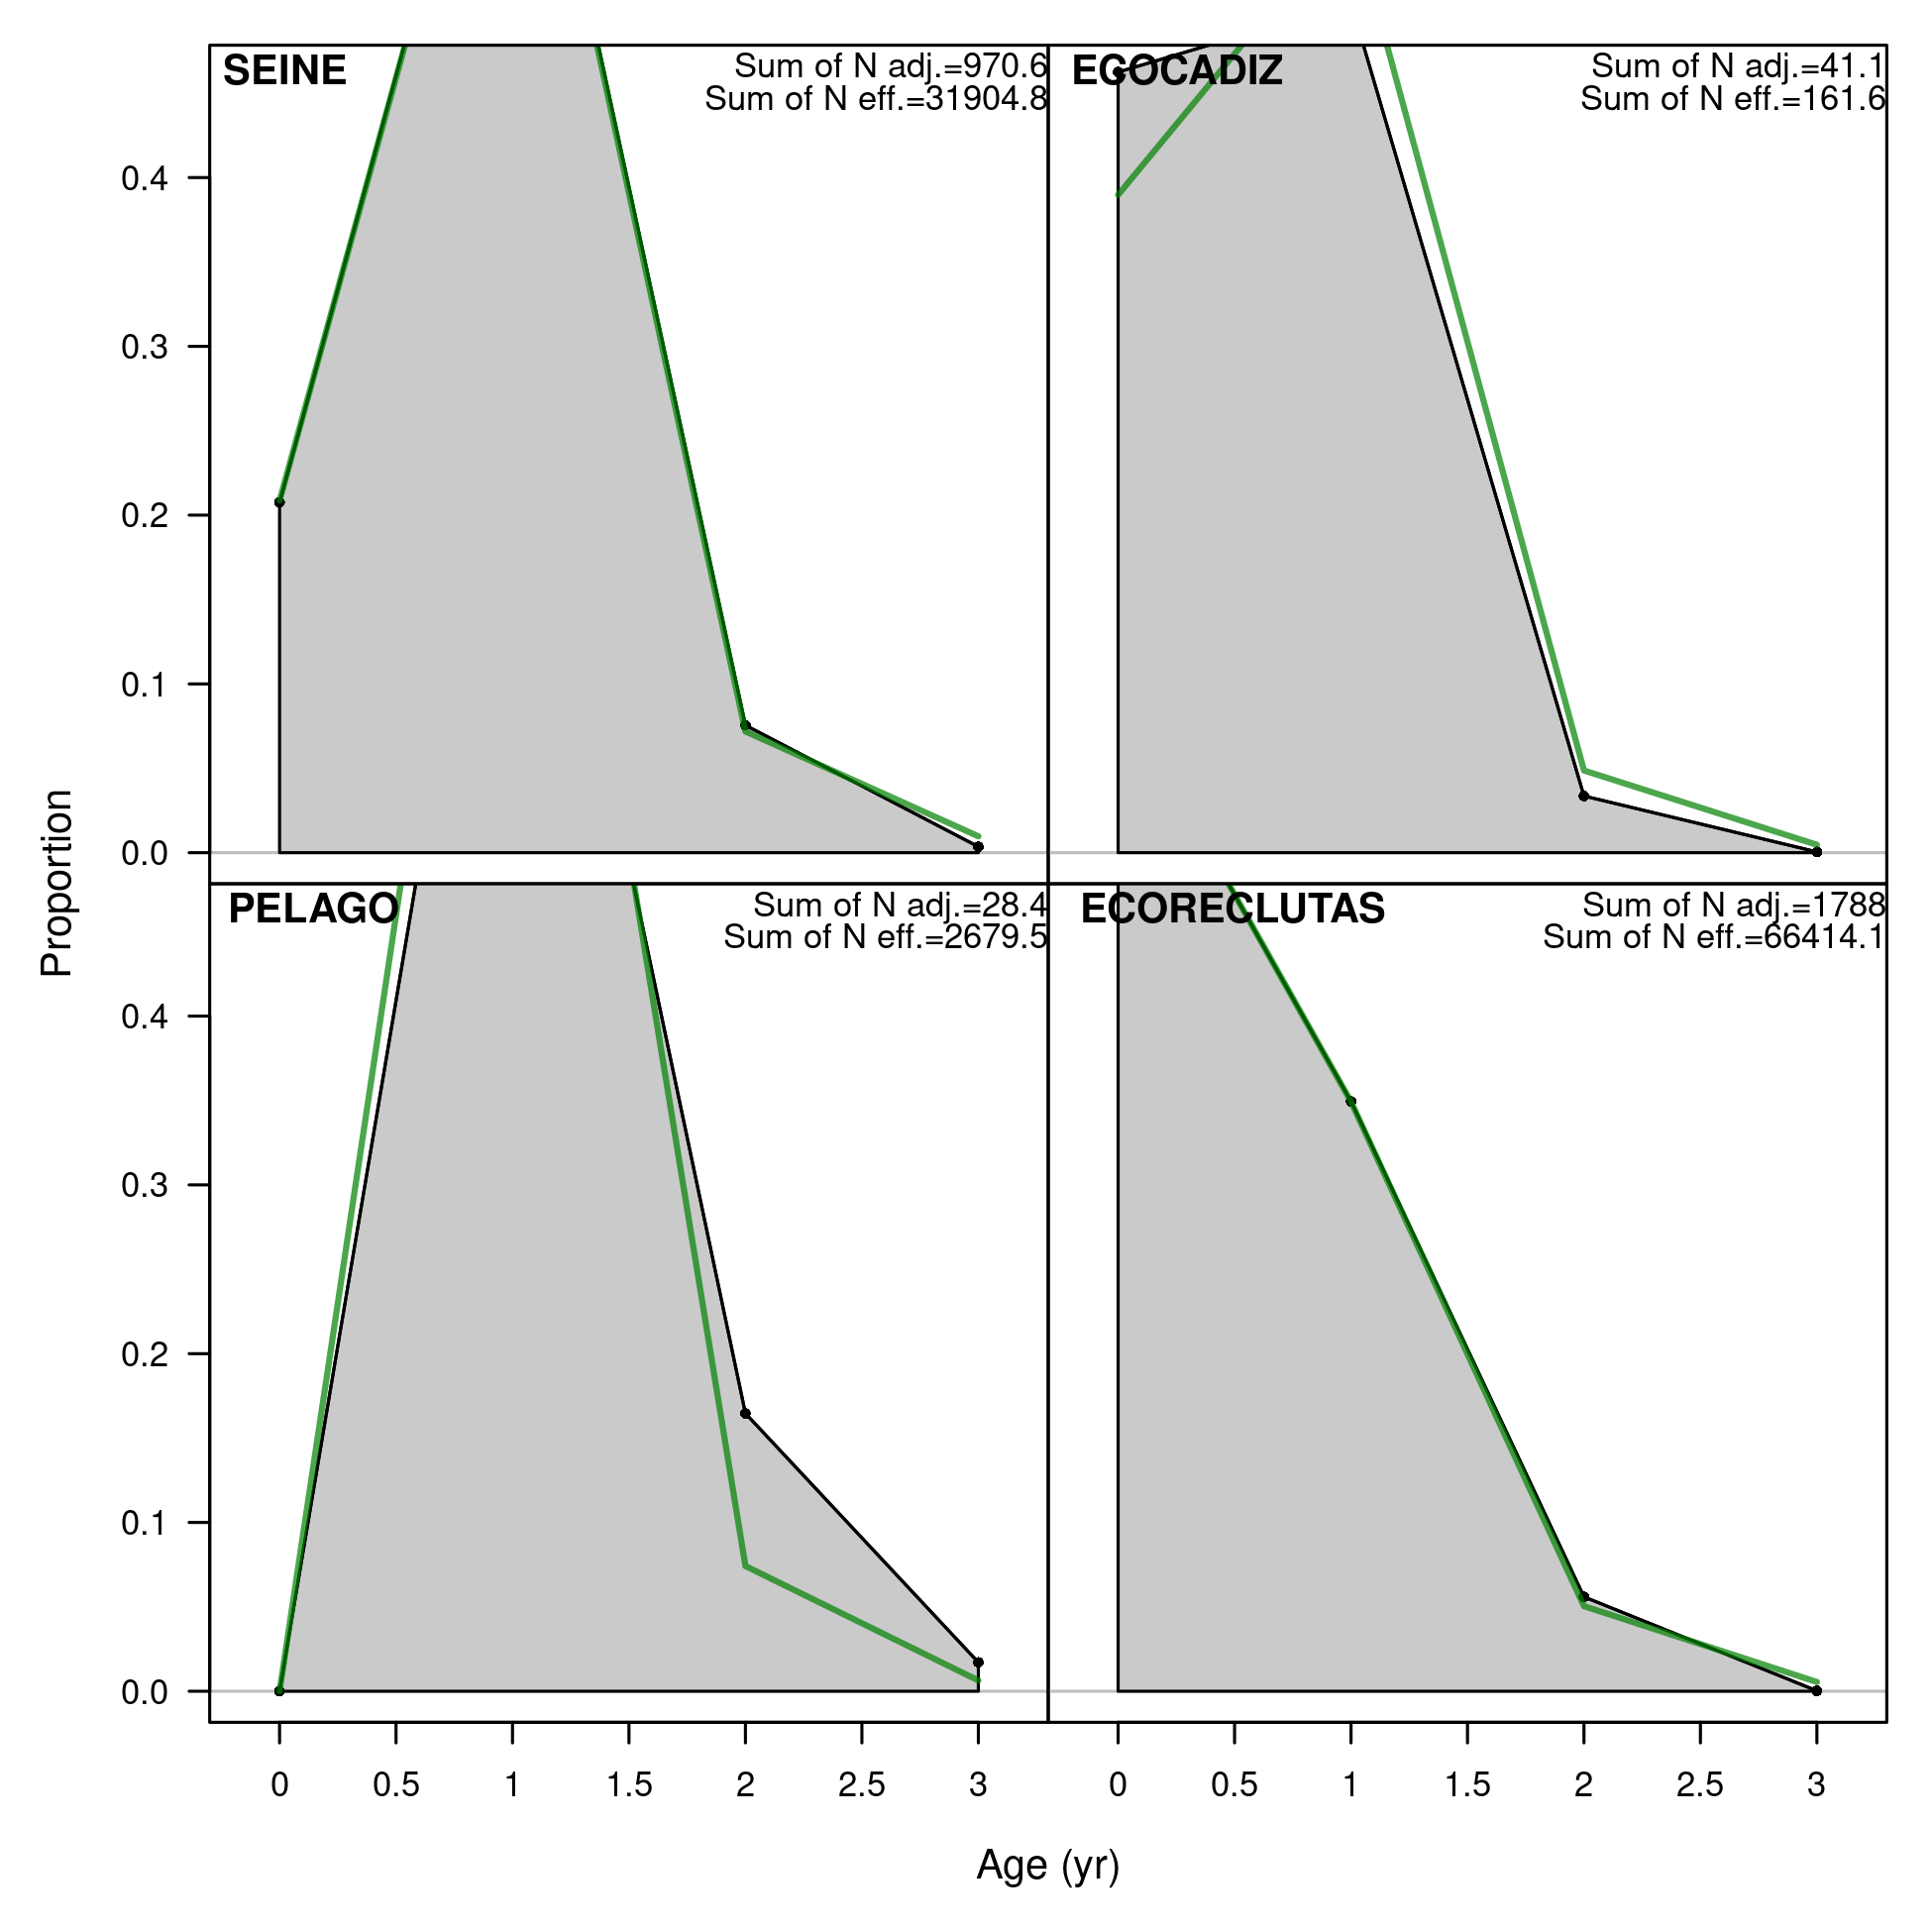 SEINE
Sum of N adj.=970.6
Sum of N eff.=31904.8
ECOCADIZ
Sum of N adj.=41.1
Sum of N eff.=161.6
0.4
0.3
0.2
0.1
0.0
PELAGO
Sum of N adj.=28.4
Sum of N eff.=2679.5
ECORECLUTAS
Sum of N adj.=1788
Sum of N eff.=66414.1
0.4
0.3
0.2
0.1
0.0
Proportion
0 0.5 1 1.5 2 2.5 3
0 0.5 1 1.5 2 2.5 3
Age (yr)